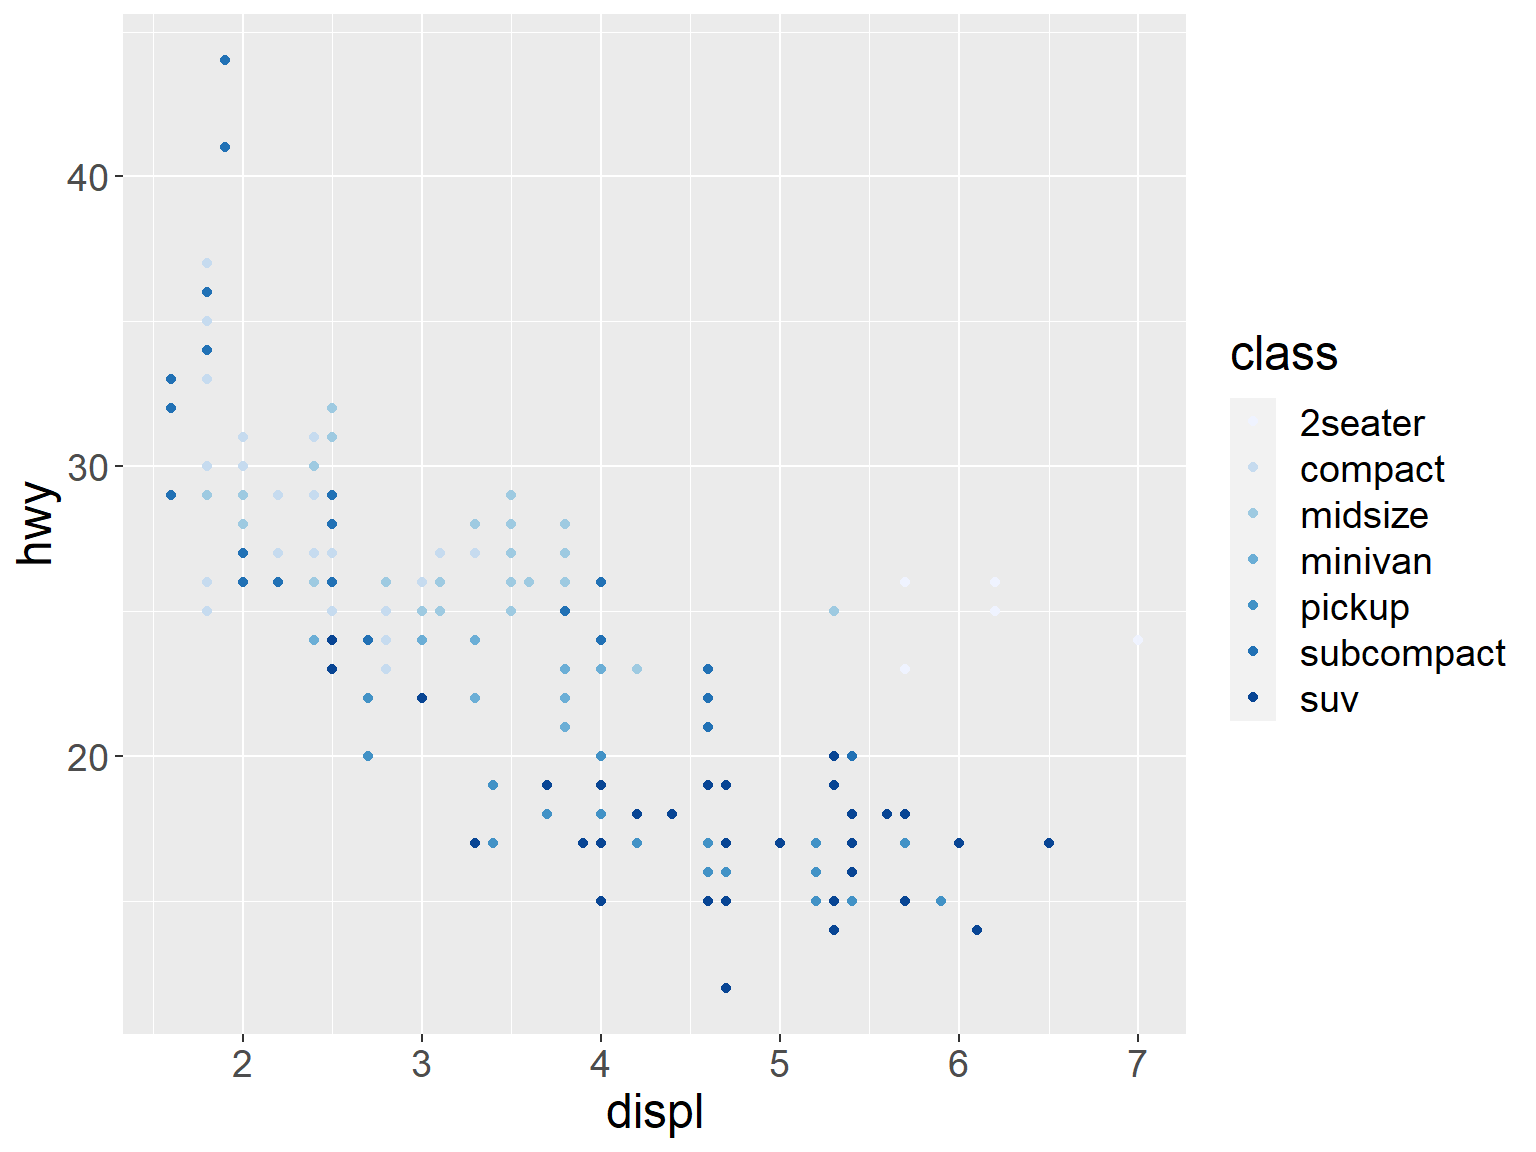 hwy
40
30
20
2 3 4 5 6 7
displ
class
2seater
compact
midsize
minivan
pickup
subcompact
suv